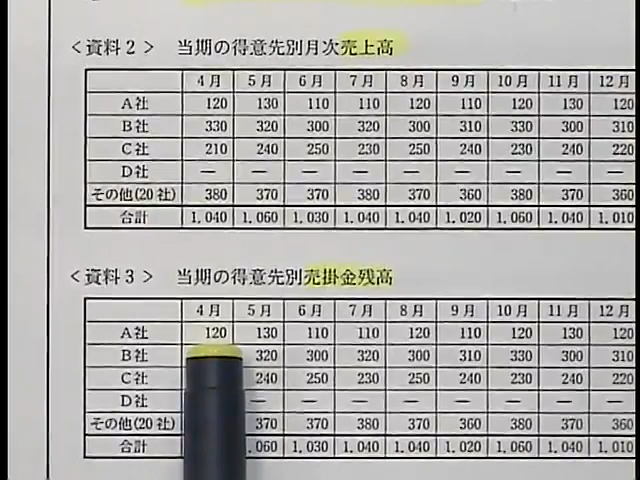 <資料2> 当期の得意先別月次売上高
4月 5月 6月 7月 8月 9月 10月 11月 12月
A社 120 130 110 110 120 110 120 130 120
B社 330 320 300 320 300 310 330 300 310
C社 210 240 250 230 250 240 230 240 220
D社 — — — — — — — — —
その他(20社) 380 370 370 380 370 360 380 370 360
合計 1,040 1,060 1,030 1,040 1,040 1,020 1,060 1,040 1,010
<資料3> 当期の得意先別売掛金残高
4月 5月 6月 7月 8月 9月 10月 11月 12月
A社 120 130 110 110 120 110 120 130 120
B社 320 300 320 300 310 330 300 310
C社 240 250 230 250 240 230 240 220
D社 — — — — — — — —
その他(20社) 370 370 380 370 360 380 370 360
合計 .060 1,030 1,040 1,040 1,020 1,060 1,040 1,010